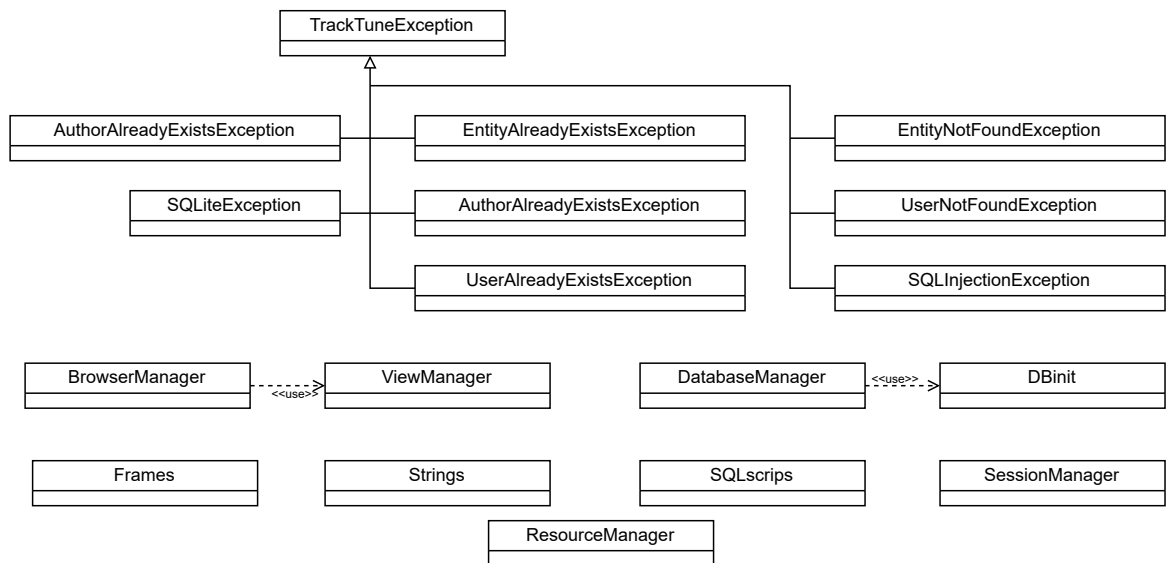 TrackTuneException
AuthorAlreadyExistsException
EntityAlreadyExistsException
EntityNotFoundException
SQLiteException
AuthorAlreadyExistsException
UserNotFoundException
UserAlreadyExistsException
SQLInjectionException
BrowserManager
<<use>>
ViewManager
DatabaseManager
<<use>>
DBinit
Frames
Strings
SQLscrips
SessionManager
ResourceManager